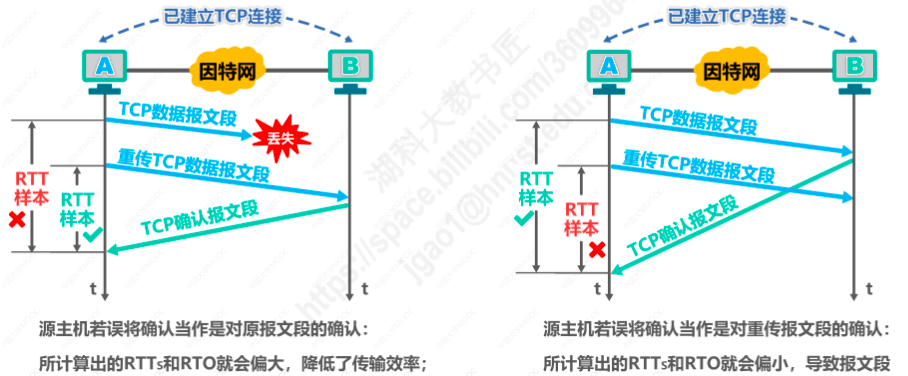 已建立TCP连接
A
因特网
B
TCP数据报文段
丢失
重传TCP数据报文段
RTT
样本
RTT
样本
TCP确认报文段
t
t
源主机若误将确认当作是对原报文段的确认：
所计算出的RTTs和RTO就会偏大，降低了传输效率；
已建立TCP连接
A
因特网
B
TCP数据报文段
重传TCP数据报文段
RTT
样本
RTT
样本
TCP确认报文段
t
t
源主机若误将确认当作是对重传报文段的确认：
所计算出的RTTs和RTO就会偏小，导致报文段
湖科大教书匠